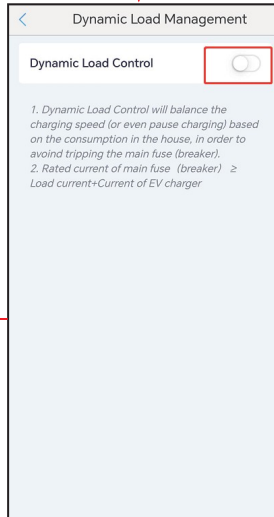 Dynamic Load Management
Dynamic Load Control
1. Dynamic Load Control will balance the
charging speed (or even pause charging) based
on the consumption in the house, in order to
avoind tripping the main fuse (breaker).
2. Rated current of main fuse (breaker) ≥
Load current+Current of EV charger